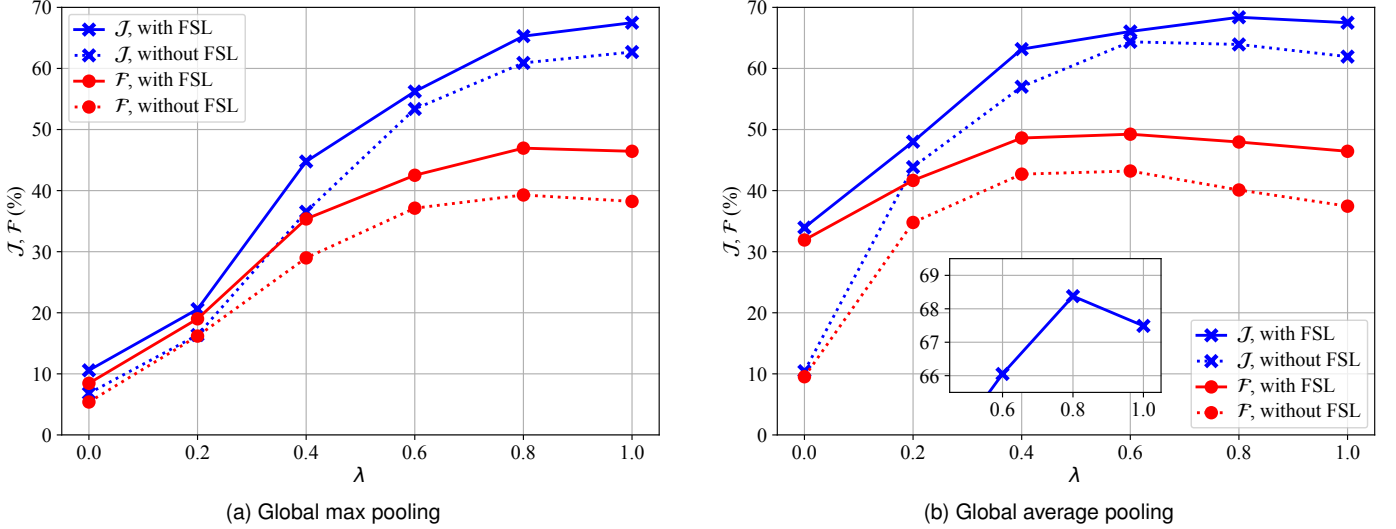 70
60
50
40
30
20
10
0
𝒥, ℱ (%)
𝒥, with FSL
𝒥, without FSL
ℱ, with FSL
ℱ, without FSL
0.0 0.2 0.4 0.6 0.8 1.0
λ
(a) Global max pooling
70
60
50
40
30
20
10
0
𝒥, ℱ (%)
69
68
67
66
0.6 0.8 1.0
𝒥, with FSL
𝒥, without FSL
ℱ, with FSL
ℱ, without FSL
0.0 0.2 0.4 0.6 0.8 1.0
λ
(b) Global average pooling